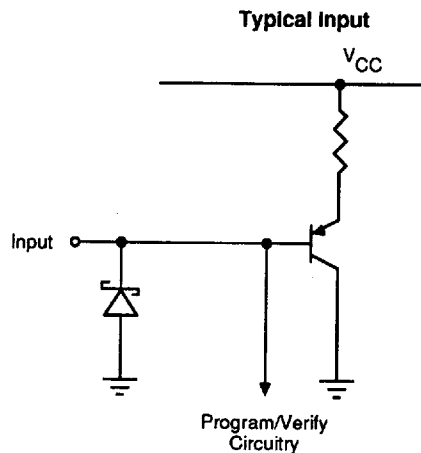 Typical Input
VCC
Input
Program/Verify
Circuitry